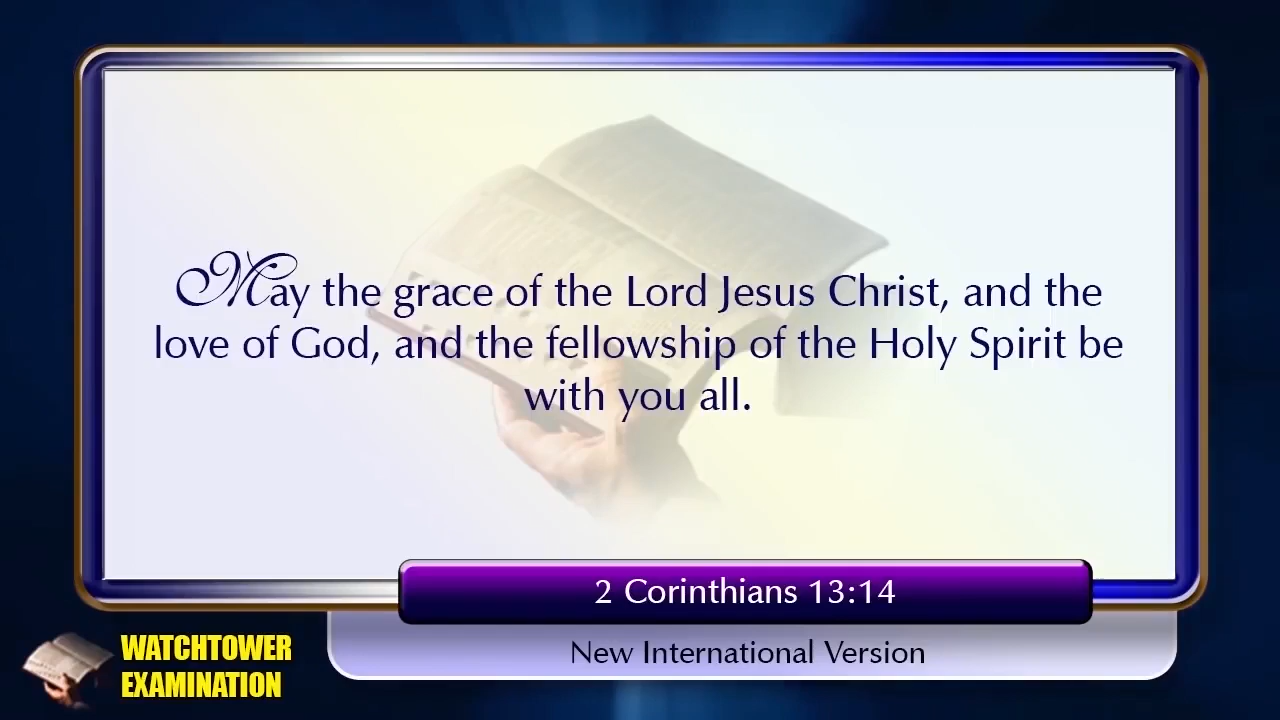 May the grace of the Lord Jesus Christ, and the
love of God, and the fellowship of the Holy Spirit be
with you all.
2 Corinthians 13:14
New International Version
WATCHTOWER
EXAMINATION